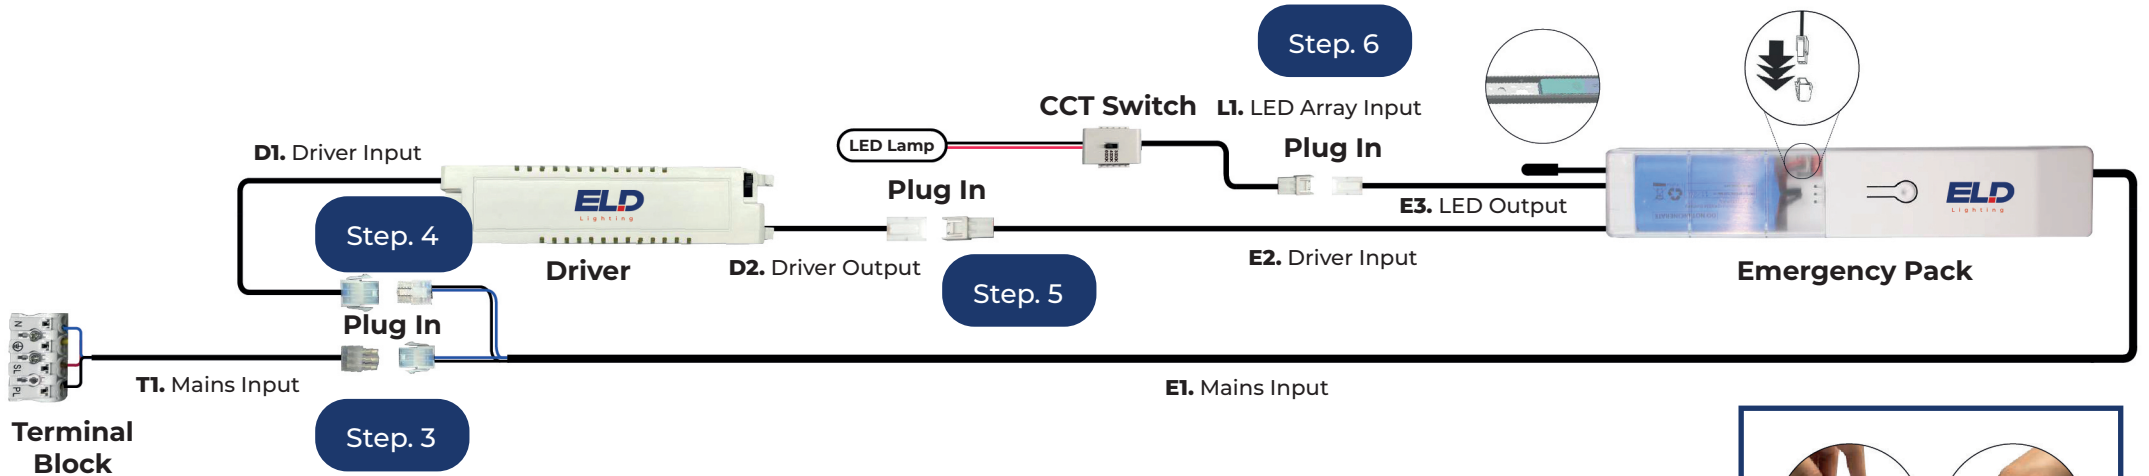 Step. 6
CCT Switch
L1. LED Array Input
LED Lamp
Plug In
D1. Driver Input
ELD
Lighting
Plug In
E3. LED Output
ELD
Lighting
Step. 4
Driver
D2. Driver Output
E2. Driver Input
Emergency Pack
Step. 5
Plug In
N
SL
PL
T1. Mains Input
E1. Mains Input
Terminal
Block
Step. 3